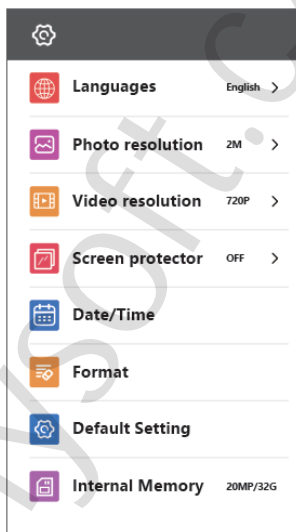 Languages English
Photo resolution 2M
Video resolution 720P
Screen protector OFF
Date/Time
Format
Default Setting
Internal Memory 20MP/32G